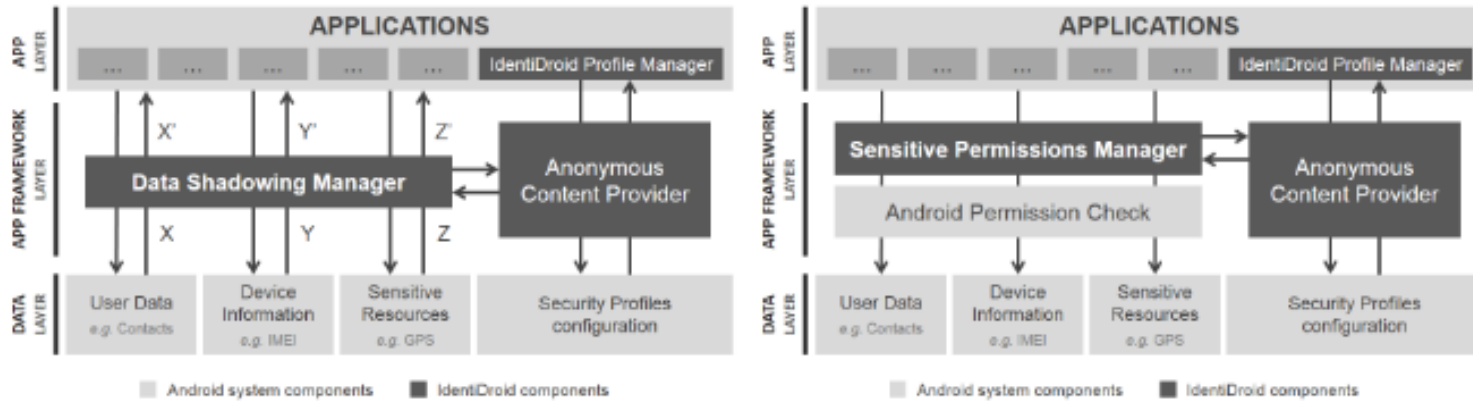 APPLICATIONS
... ... ... ... ...
IdentiDroid Profile Manager
APP
LAYER
X' Y' Z'
Data Shadowing Manager
Anonymous
Content Provider
APP FRAMEWORK
LAYER
X Y Z
DATA
LAYER
User Data
e.g. Contacts
Device
Information
e.g. IMEI
Sensitive
Resources
e.g. GPS
Security Profiles
configuration
Android system components
IdentiDroid components
APPLICATIONS
... ... ... ... ...
IdentiDroid Profile Manager
APP
LAYER
Sensitive Permissions Manager
Android Permission Check
Anonymous
Content Provider
APP FRAMEWORK
LAYER
DATA
LAYER
User Data
e.g. Contacts
Device
Information
e.g. IMEI
Sensitive
Resources
e.g. GPS
Security Profiles
configuration
Android system components
IdentiDroid components